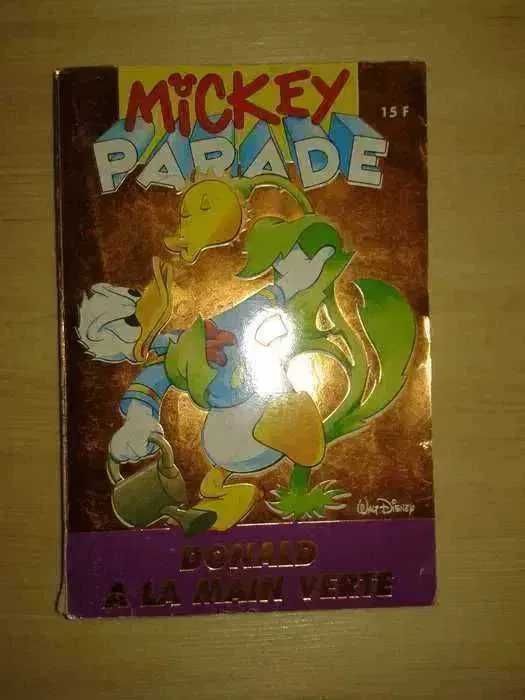 MiCKEY
PARADE
15 F
WALT DISNEY
DONALD
A LA MAIN VERTE